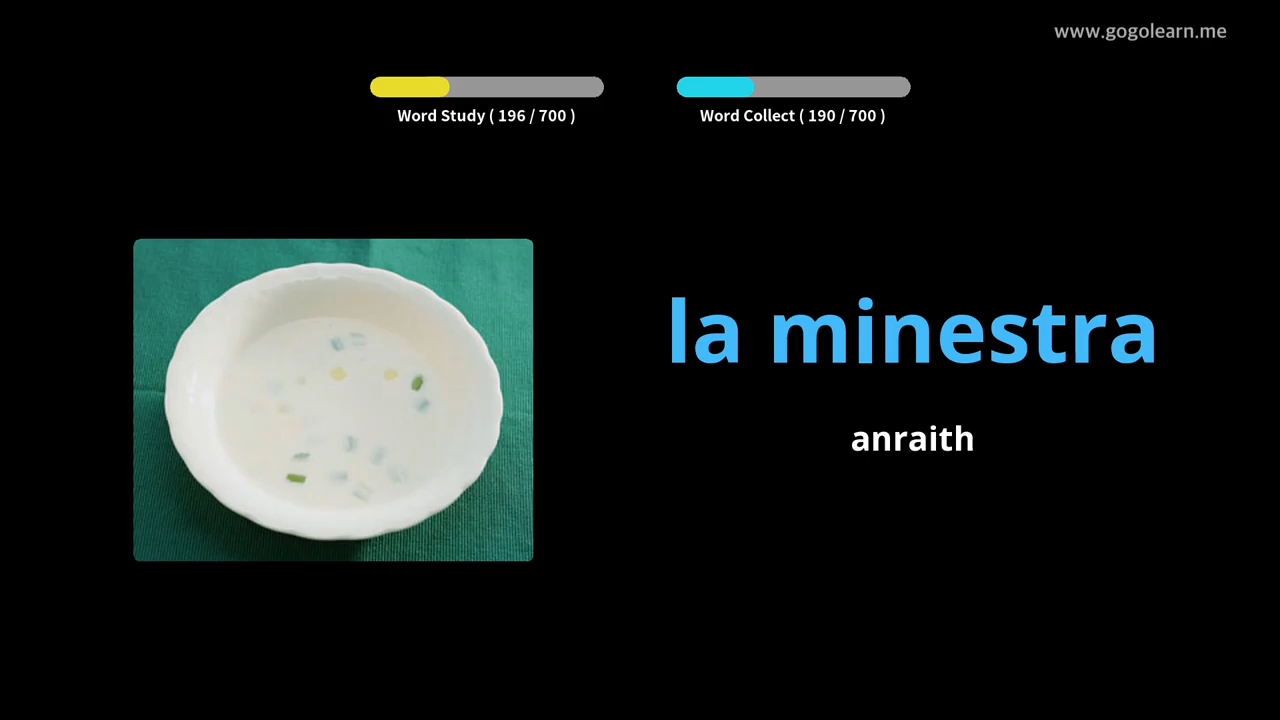 www.gogolearn.me
Word Study ( 196 / 700 )
Word Collect ( 190 / 700 )
la minestra
anraith